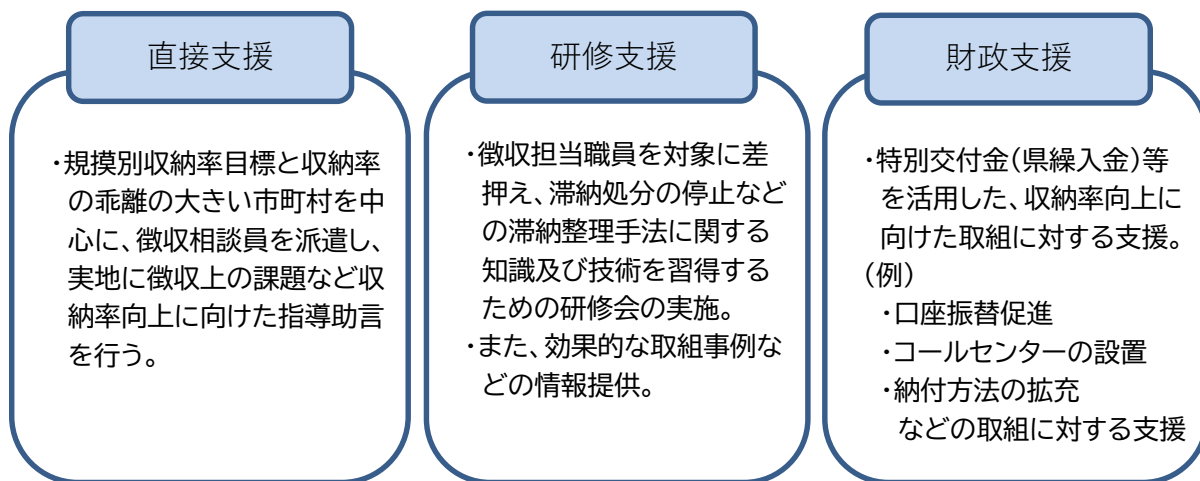 直接支援
・規摸別収納率目標と収納率
の乖離の大きい市町村を中
心に、徴収相談員を派遣し、
実地に徴収上の課題など収
納率向上に向けた指導助言
を行う。
研修支援
・徴収担当職員を対象に差
押え、滞納処分の停止など
の滞納整理手法に関する
知識及び技術を習得する
ための研修会の実施。
・また、効果的な取組事例な
どの情報提供。
財政支援
・特別交付金(県繰入金)等
を活用した、収納率向上に
向けた取組に対する支援。
(例)
・口座振替促進
・コールセンターの設置
・納付方法の拡充
などの取組に対する支援